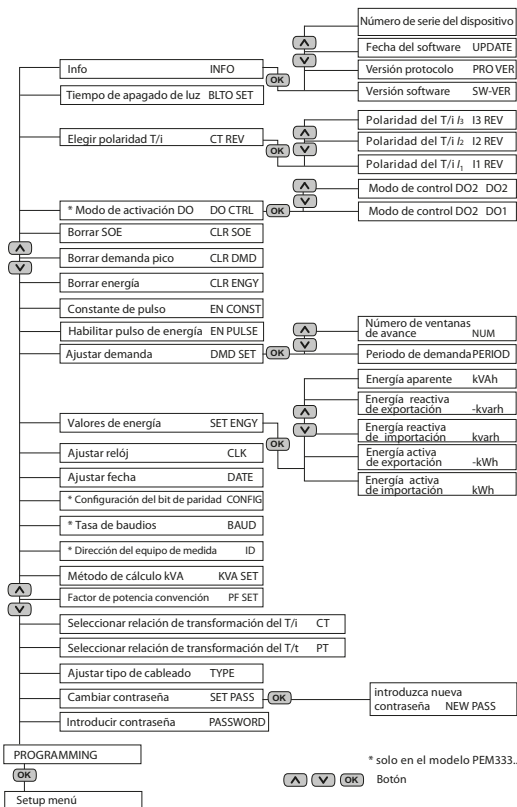 Número de serie del dispositivo
Fecha del software UPDATE
Versión protocolo PRO VER
Versión software SW-VER
Info INFO
OK
Tiempo de apagado de luz BLTO SET
Polaridad del T/i I3 I3 REV
Polaridad del T/i I2 I2 REV
Polaridad del T/i I1 I1 REV
Elegir polaridad T/i CT REV
OK
Modo de control DO2 DO2
Modo de control DO2 DO1
* Modo de activación DO DO CTRL
OK
Borrar SOE CLR SOE
Borrar demanda pico CLR DMD
Borrar energía CLR ENGY
Constante de pulso EN CONST
Habilitar pulso de energía EN PULSE
Número de ventanas
de avance NUM
Ajustar demanda DMD SET
OK
Periodo de demanda PERIOD
Energía aparente kVAh
Energía reactiva
de exportación -kvarh
Energía reactiva
de importación kvarh
Energía activa
de exportación -kWh
Energía activa
de importación kWh
Valores de energía SET ENGY
OK
Ajustar relój CLK
Ajustar fecha DATE
* Configuración del bit de paridad CONFIG
* Tasa de baudios BAUD
* Dirección del equipo de medida ID
Método de cálculo kVA KVA SET
Factor de potencia convención PF SET
Seleccionar relación de transformación del T/i CT
Seleccionar relación de transformación del T/t PT
Ajustar tipo de cableado TYPE
Cambiar contraseña SET PASS
OK
introduzca nueva
contraseña NEW PASS
Introducir contraseña PASSWORD
PROGRAMMING
OK
Setup menú
* solo en el modelo PEM333..
OK Botón